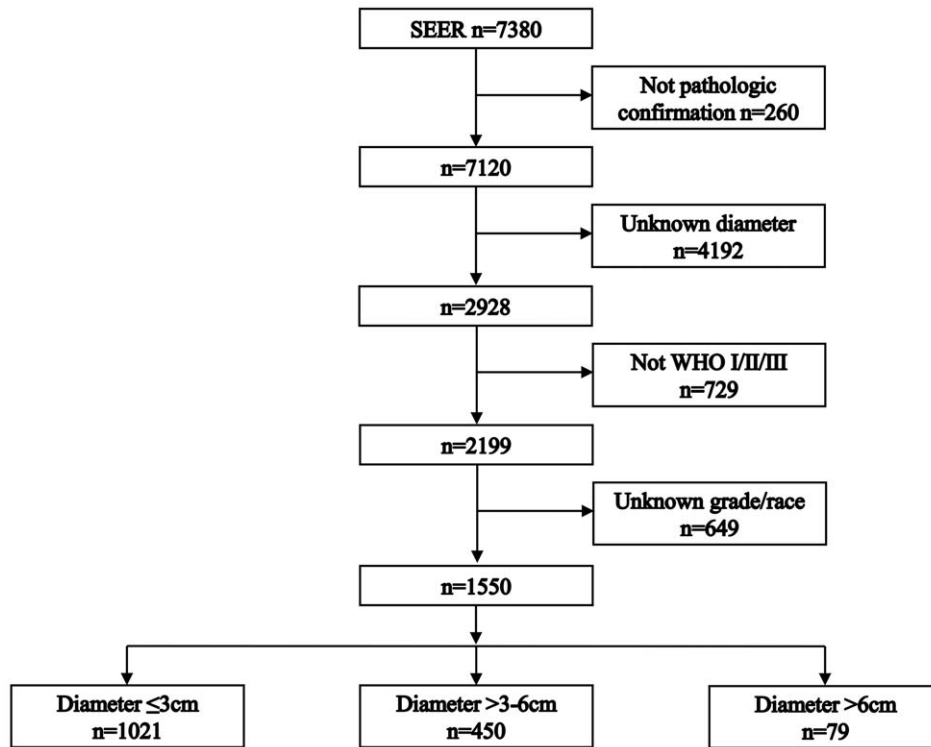 SEER n=7380
Not pathologic
confirmation n=260
n=7120
Unknown diameter
n=4192
n=2928
Not WHO I/II/III
n=729
n=2199
Unknown grade/race
n=649
n=1550
Diameter ≤3cm
n=1021
Diameter >3-6cm
n=450
Diameter >6cm
n=79